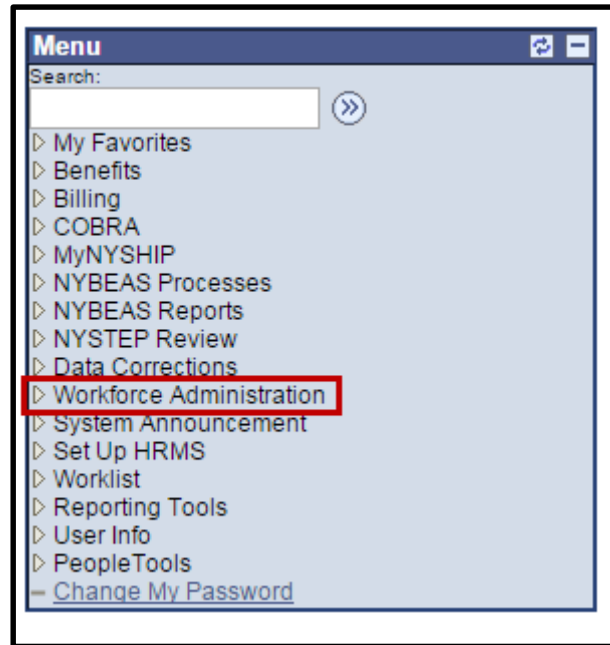 Menu
Search:
My Favorites
Benefits
Billing
COBRA
MyNYSHIP
NYBEAS Processes
NYBEAS Reports
NYSTEP Review
Data Corrections
Workforce Administration
System Announcement
Set Up HRMS
Worklist
Reporting Tools
User Info
PeopleTools
Change My Password